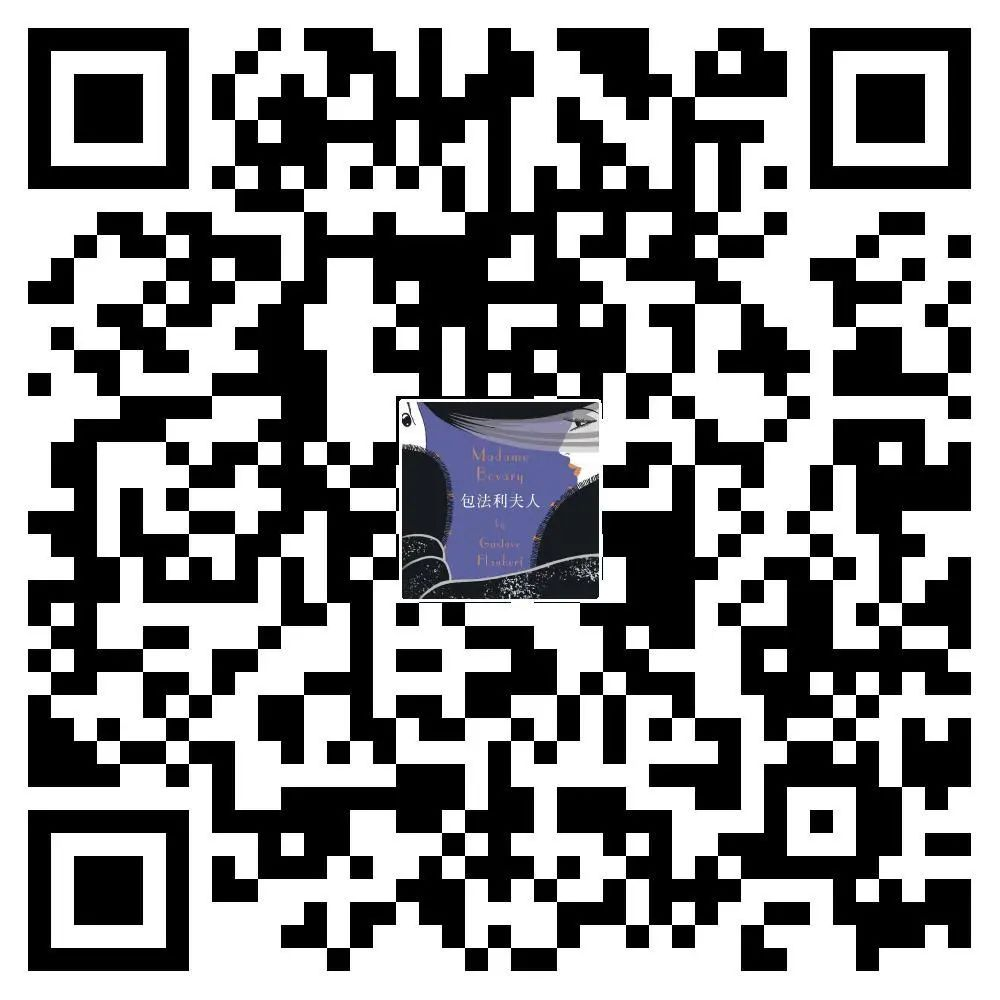 Madame
Bovary
包法利夫人
by
Gustave
Flaubert